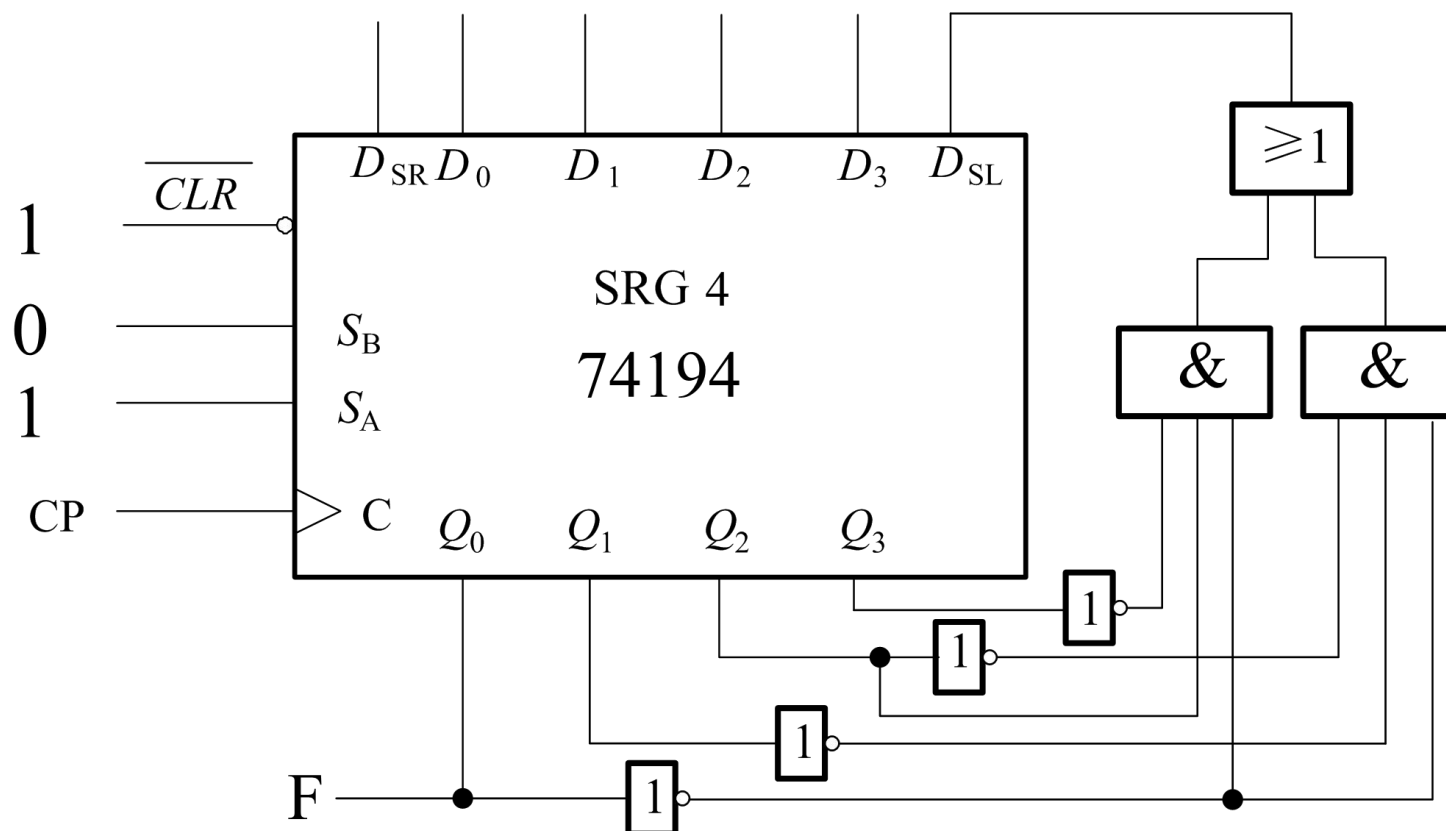 D_SR D_0 D_1 D_2 D_3 D_SL
≥1
1 \overline{CLR}
SRG 4
74194
0 S_B
1 S_A
& &
CP C
Q_0 Q_1 Q_2 Q_3
1
1
1
F 1